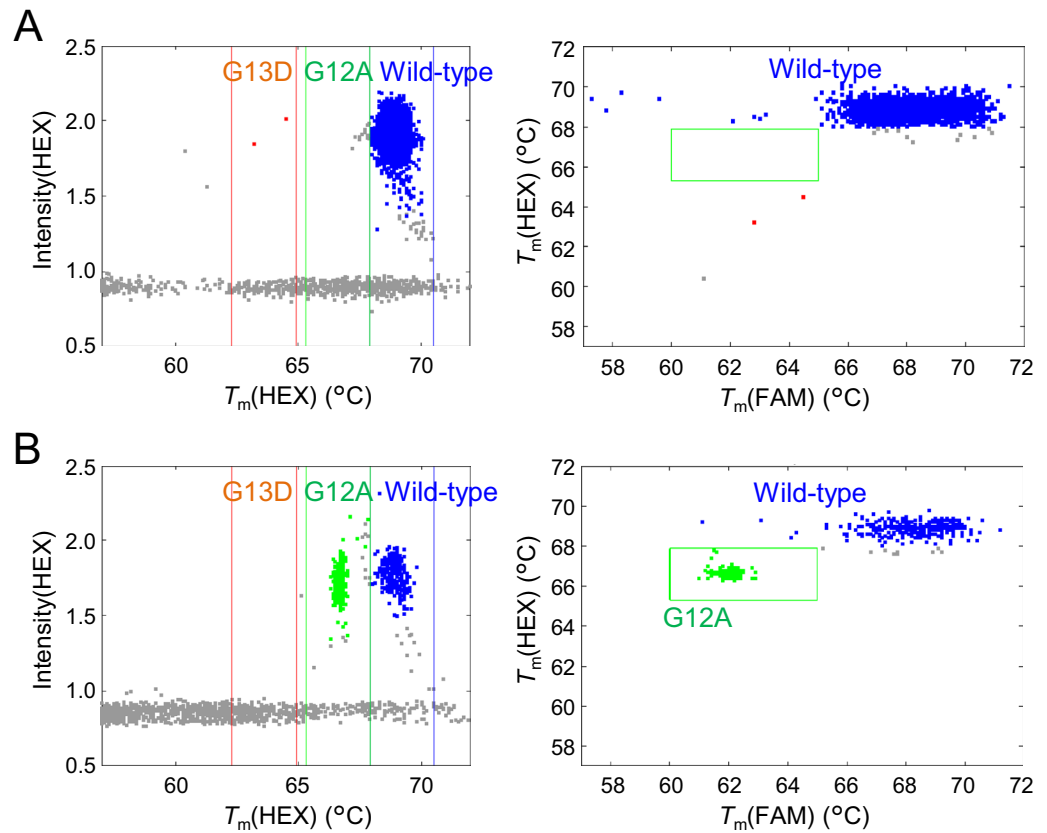 A
2.5
2.0
1.5
1.0
0.5
Intensity(HEX)
G13D G12A Wild-type
60 65 70
Tm(HEX) (°C)
72
70
68
66
64
62
60
58
Tm(HEX) (°C)
Wild-type
58 60 62 64 66 68 70 72
Tm(FAM) (°C)
B
2.5
2.0
1.5
1.0
0.5
Intensity(HEX)
G13D G12A Wild-type
60 65 70
Tm(HEX) (°C)
72
70
68
66
64
62
60
58
Tm(HEX) (°C)
Wild-type
G12A
58 60 62 64 66 68 70 72
Tm(FAM) (°C)